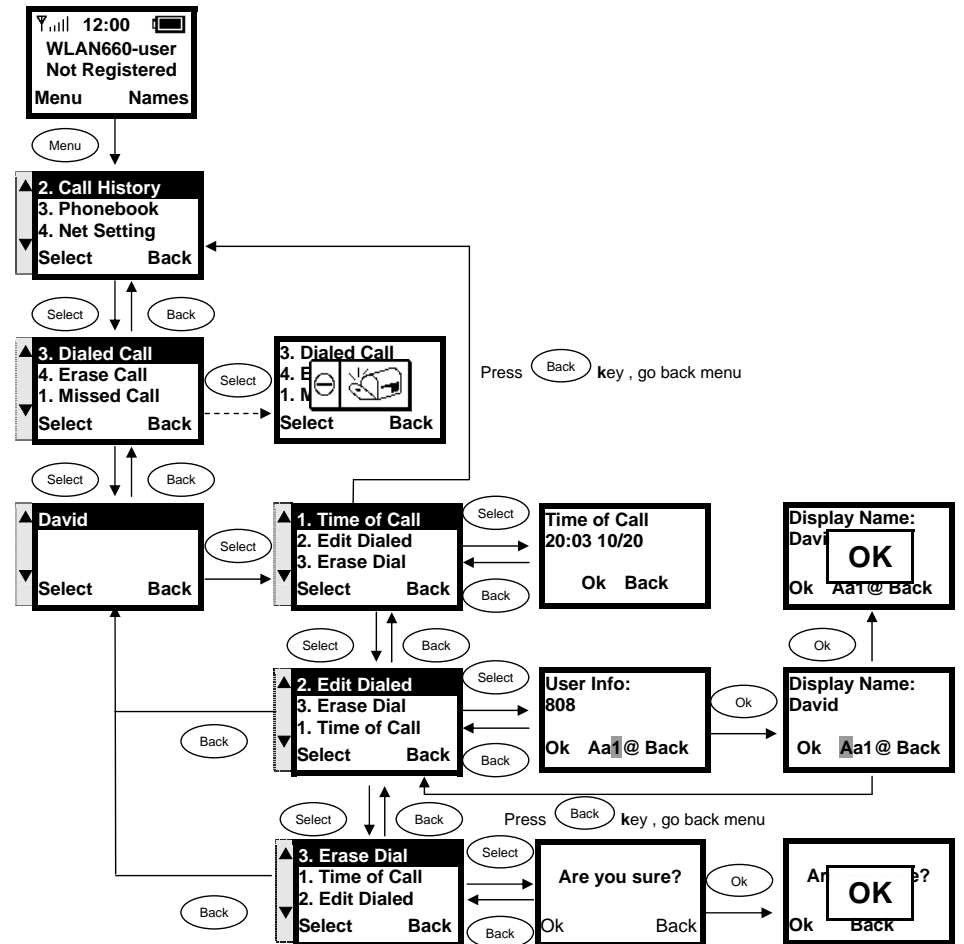 12:00
WLAN660-user
Not Registered
Menu Names
Menu
2. Call History
3. Phonebook
4. Net Setting
Select Back
Select Back
3. Dialed Call
4. Erase Call
1. Missed Call
Select Back
Select
3. Dialed Call
4. E
1. M
Select Back
Press Back key , go back menu
Select Back
David
Select Back
Select
1. Time of Call
2. Edit Dialed
3. Erase Dial
Select Back
Select
Back
Time of Call
20:03 10/20
Ok Back
Display Name:
Davi
OK
Ok Aa1@ Back
Ok
Select Back
2. Edit Dialed
3. Erase Dial
1. Time of Call
Select Back
Back
Select
Back
User Info:
808
Ok Aa1@ Back
Ok
Display Name:
David
Ok Aa1@ Back
Select Back
Press Back key , go back menu
3. Erase Dial
1. Time of Call
2. Edit Dialed
Select Back
Back
Select
Back
Are you sure?
Ok Back
Ok
Ar e?
OK
Ok Back